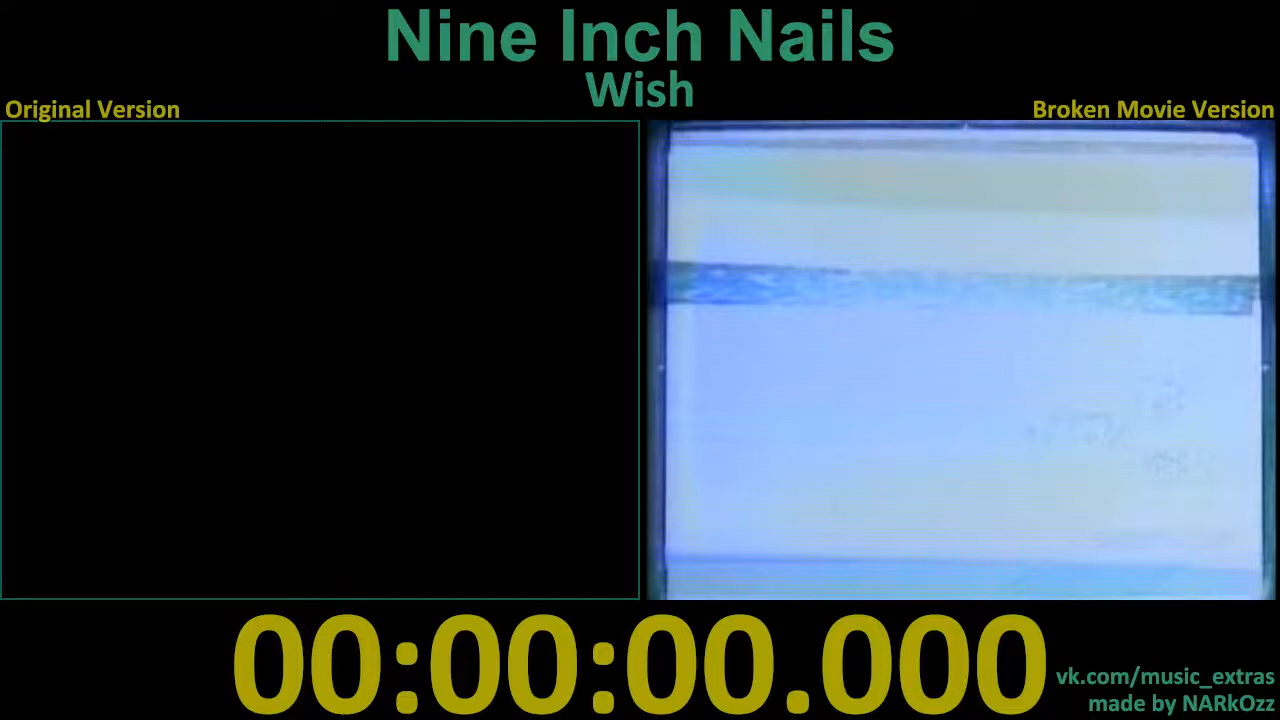 Nine Inch Nails
Wish
Original Version
Broken Movie Version
00:00:00.000
vk.com/music_extras
made by NARkOzz